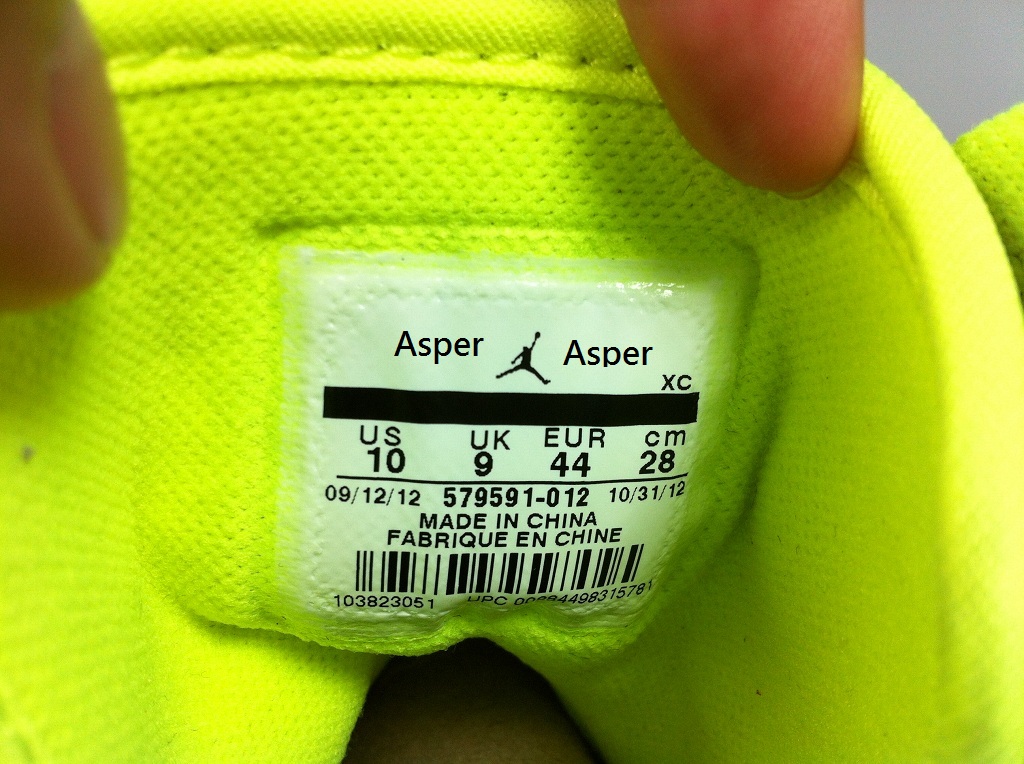 Asper Asper
XC
US UK EUR cm
10 9 44 28
09/12/12 579591-012 10/31/12
MADE IN CHINA
FABRIQUE EN CHINE
103823051